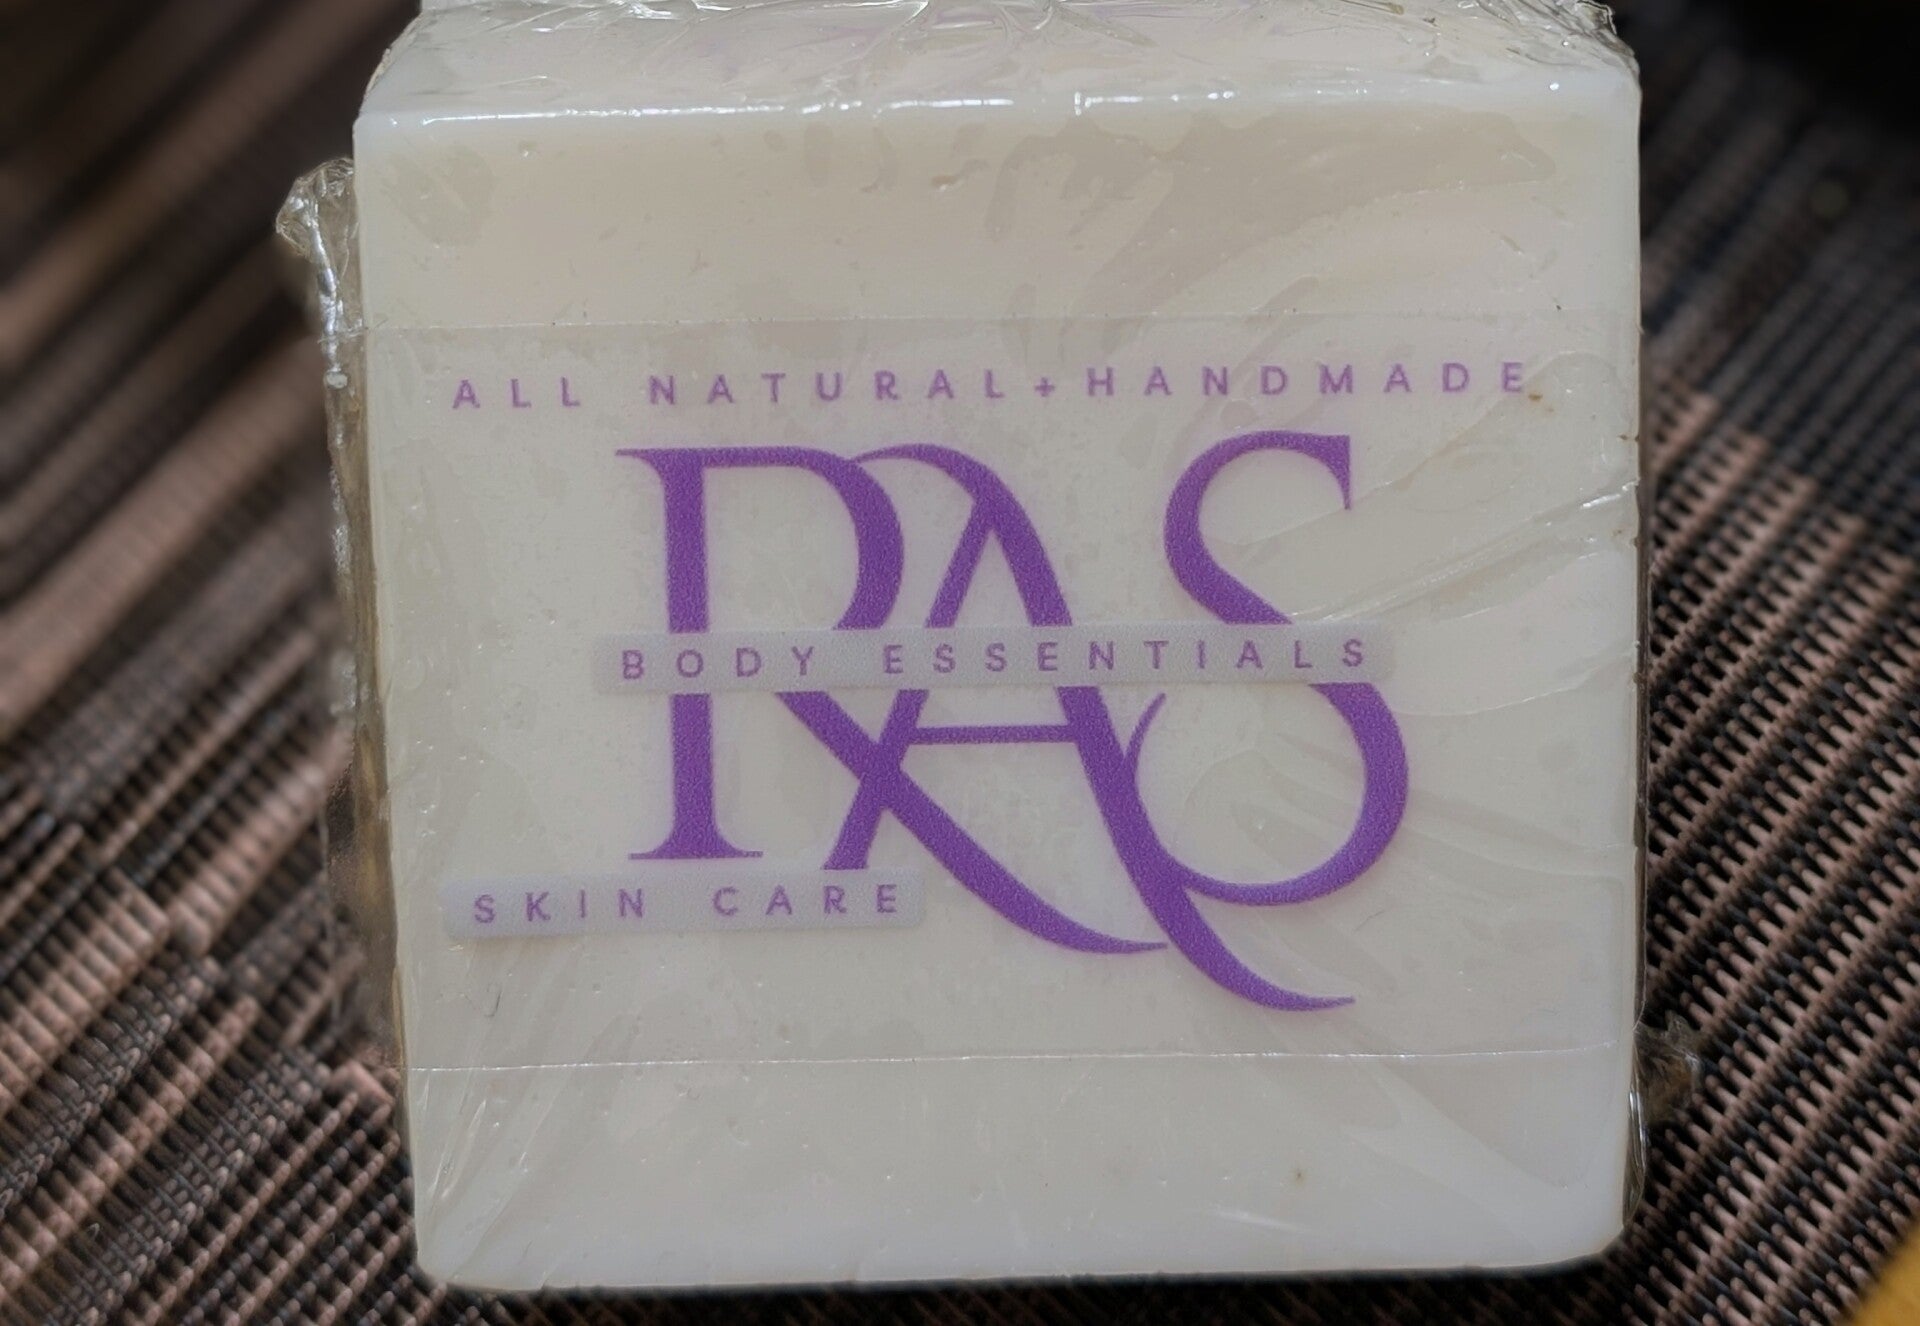 ALL NATURAL+HANDMADE
RAS
BODY ESSENTIALS
SKIN CARE